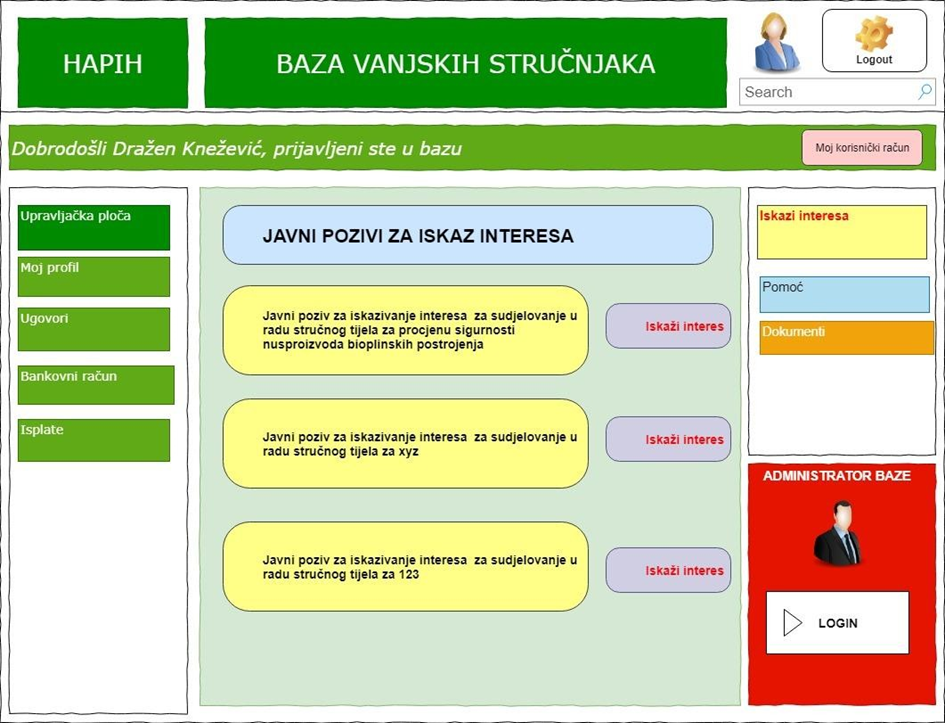 HAPIH
BAZA VANJSKIH STRUČNJAKA
Logout
Search
Dobrodošli Dražen Knežević, prijavljeni ste u bazu
Moj korisnički račun
Upravljačka ploča
Moj profil
Ugovori
Bankovni račun
Isplate
JAVNI POZIVI ZA ISKAZ INTERESA
Javni poziv za iskazivanje interesa za sudjelovanje u
radu stručnog tijela za procjenu sigurnosti
nusproizvoda bioplinskih postrojenja
Iskaži interes
Javni poziv za iskazivanje interesa za sudjelovanje u
radu stručnog tijela za xyz
Iskaži interes
Javni poziv za iskazivanje interesa za sudjelovanje u
radu stručnog tijela za 123
Iskaži interes
Iskazi interesa
Pomoć
Dokumenti
ADMINISTRATOR BAZE
LOGIN